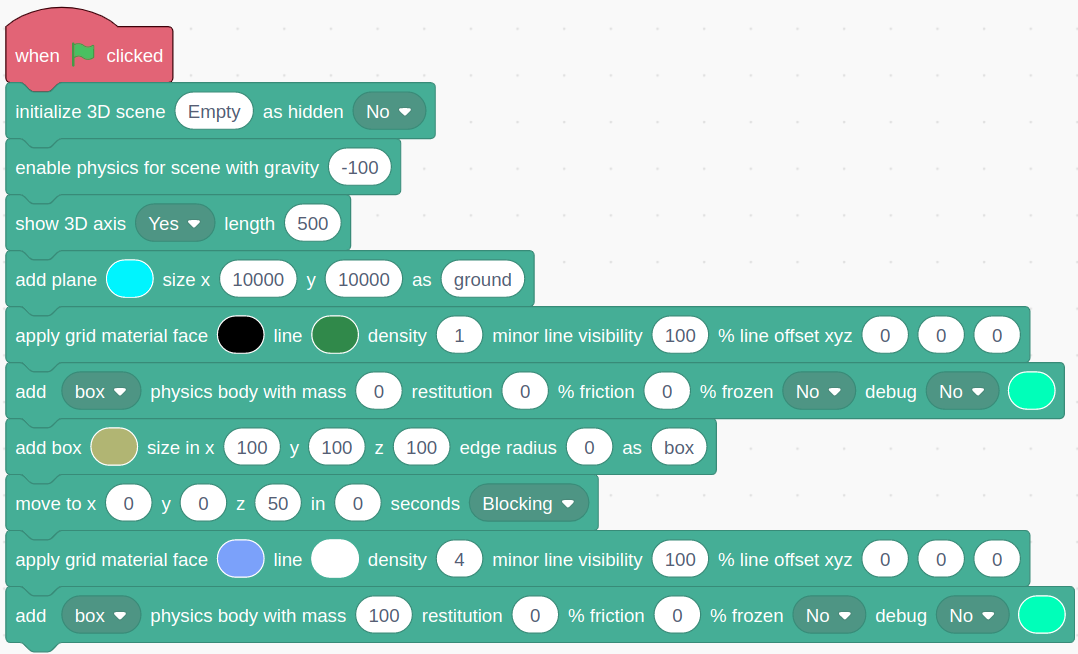 when clicked
initialize 3D scene Empty as hidden No
enable physics for scene with gravity -100
show 3D axis Yes length 500
add plane size x 10000 y 10000 as ground
apply grid material face line density 1 minor line visibility 100 % line offset xyz 0 0 0
add box physics body with mass 0 restitution 0 % friction 0 % frozen No debug No
add box size in x 100 y 100 z 100 edge radius 0 as box
move to x 0 y 0 z 50 in 0 seconds Blocking
apply grid material face line density 4 minor line visibility 100 % line offset xyz 0 0 0
add box physics body with mass 100 restitution 0 % friction 0 % frozen No debug No